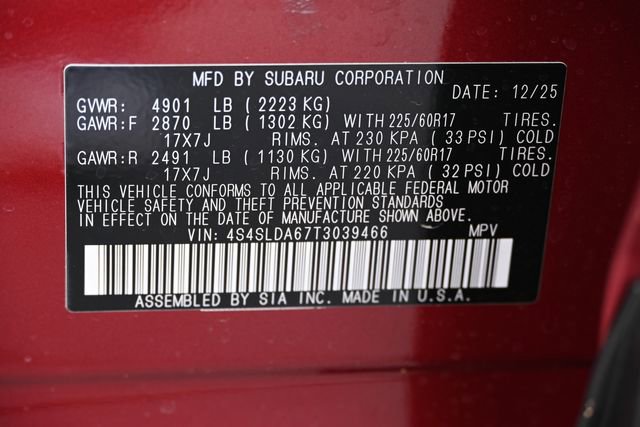 MFD BY SUBARU CORPORATION
DATE: 12/25
GVWR: 4901 LB (2223 KG)
GAWR:F 2870 LB (1302 KG) WITH 225/60R17 TIRES.
17X7J RIMS. AT 230 KPA (33 PSI) COLD
GAWR:R 2491 LB (1130 KG) WITH 225/60R17 TIRES.
17X7J RIMS. AT 220 KPA (32 PSI) COLD
THIS VEHICLE CONFORMS TO ALL APPLICABLE FEDERAL MOTOR
VEHICLE SAFETY AND THEFT PREVENTION STANDARDS
IN EFFECT ON THE DATE OF MANUFACTURE SHOWN ABOVE.
VIN: 4S4SLDA67T3039466 MPV
ASSEMBLED BY SIA INC. MADE IN U.S.A.